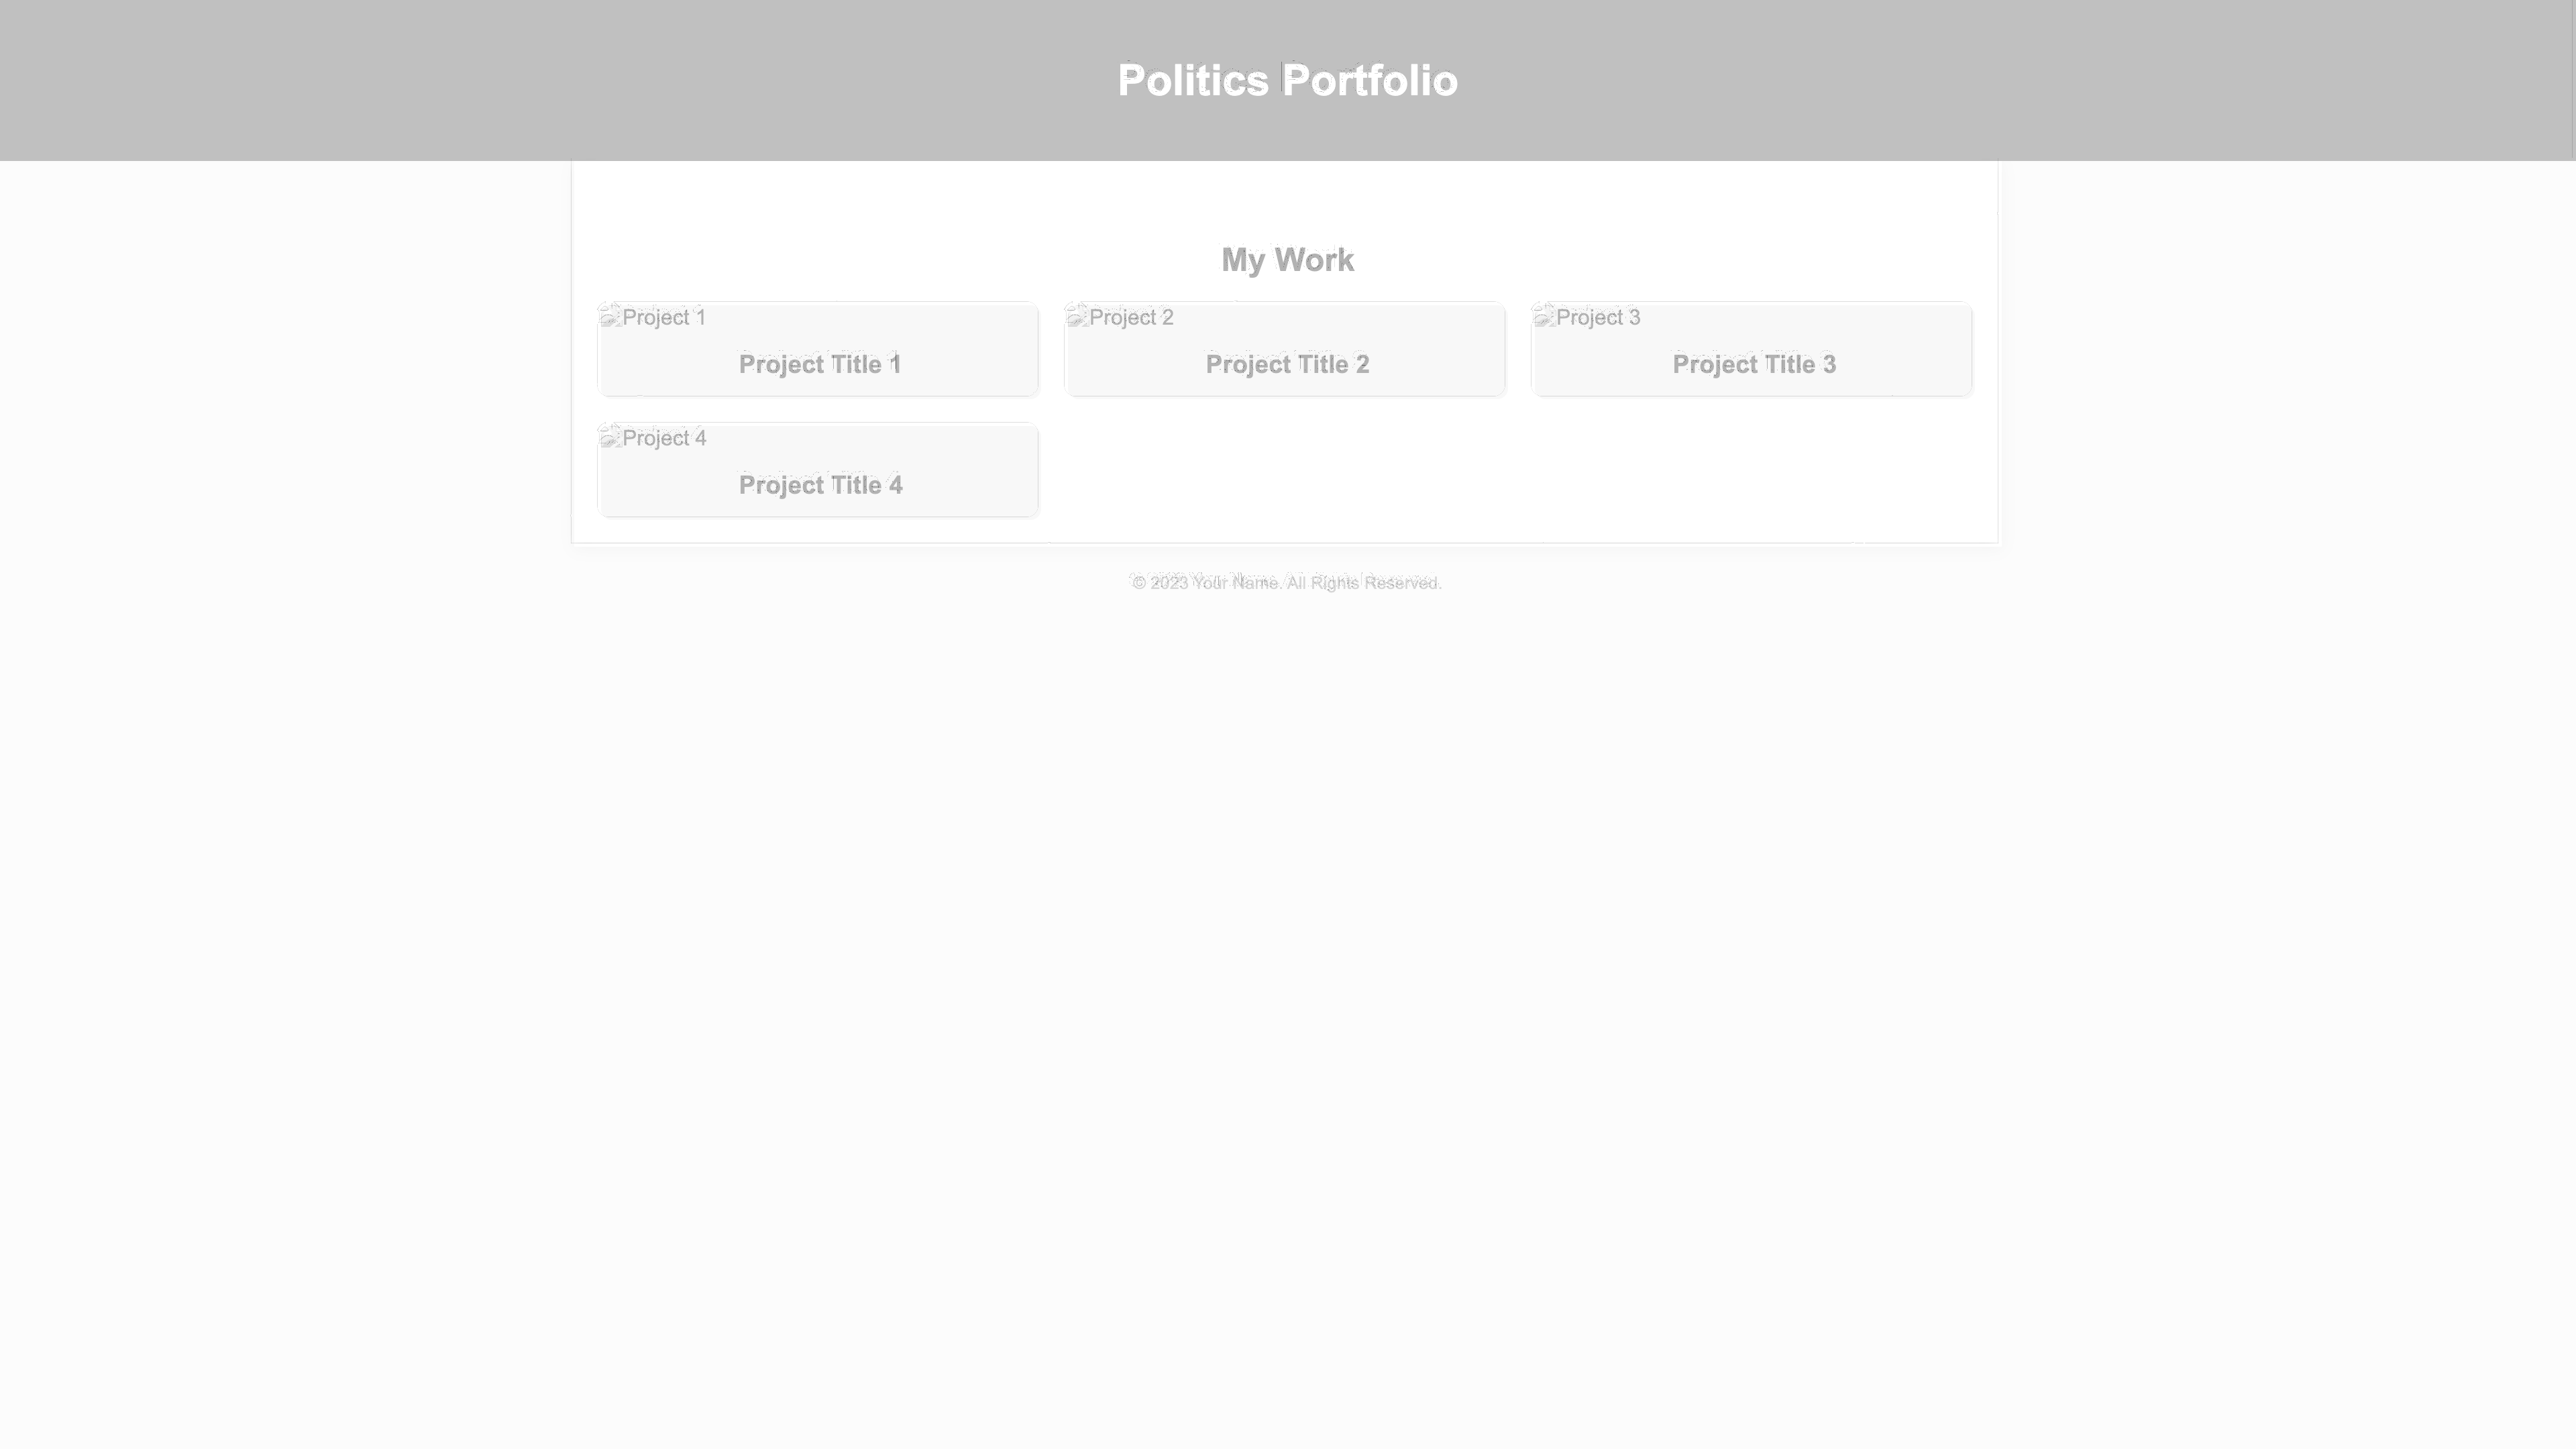 Politics Portfolio
My Work
Project 1
Project 2
Project 3
Project Title 1
Project Title 2
Project Title 3
Project 4
Project Title 4
© 2023 Your Name. All Rights Reserved.